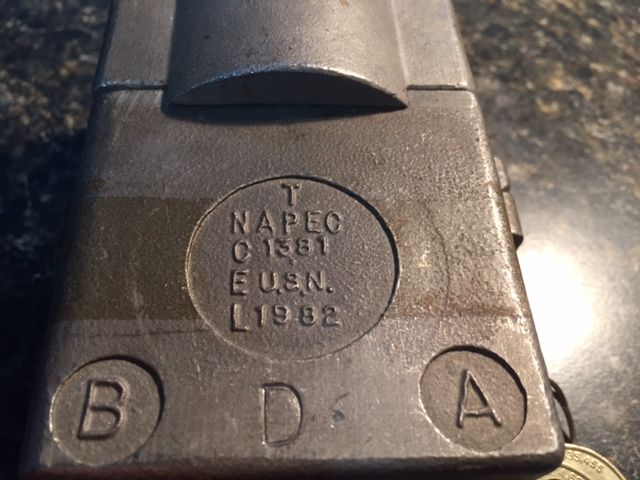 T
NAPEC
C 1381
E U.S.N.
L 1982
B D A